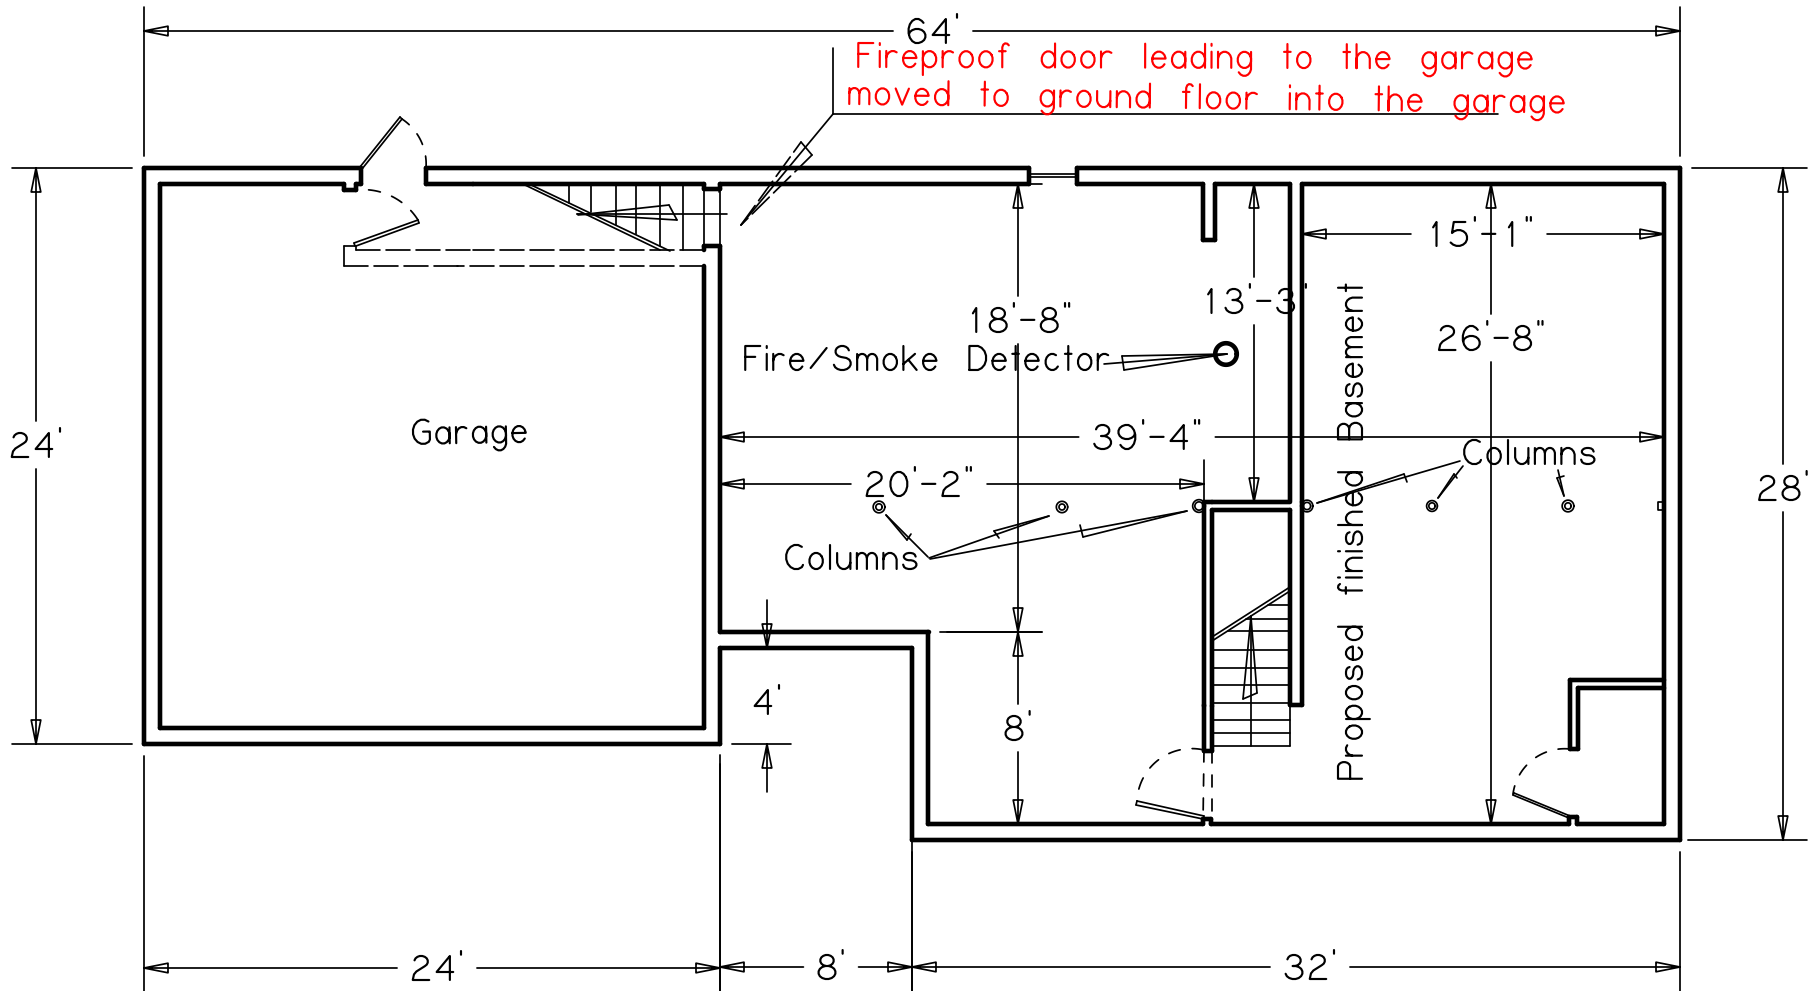 64'
Fireproof door leading to the garage
moved to ground floor into the garage
15'-1"
13'-3"
18'-8"
26'-8"
Fire/Smoke Detector
Garage
24'
39'-4"
Columns
20'-2"
28'
Columns
Proposed finished Basement
4'
8'
24'
8'
32'